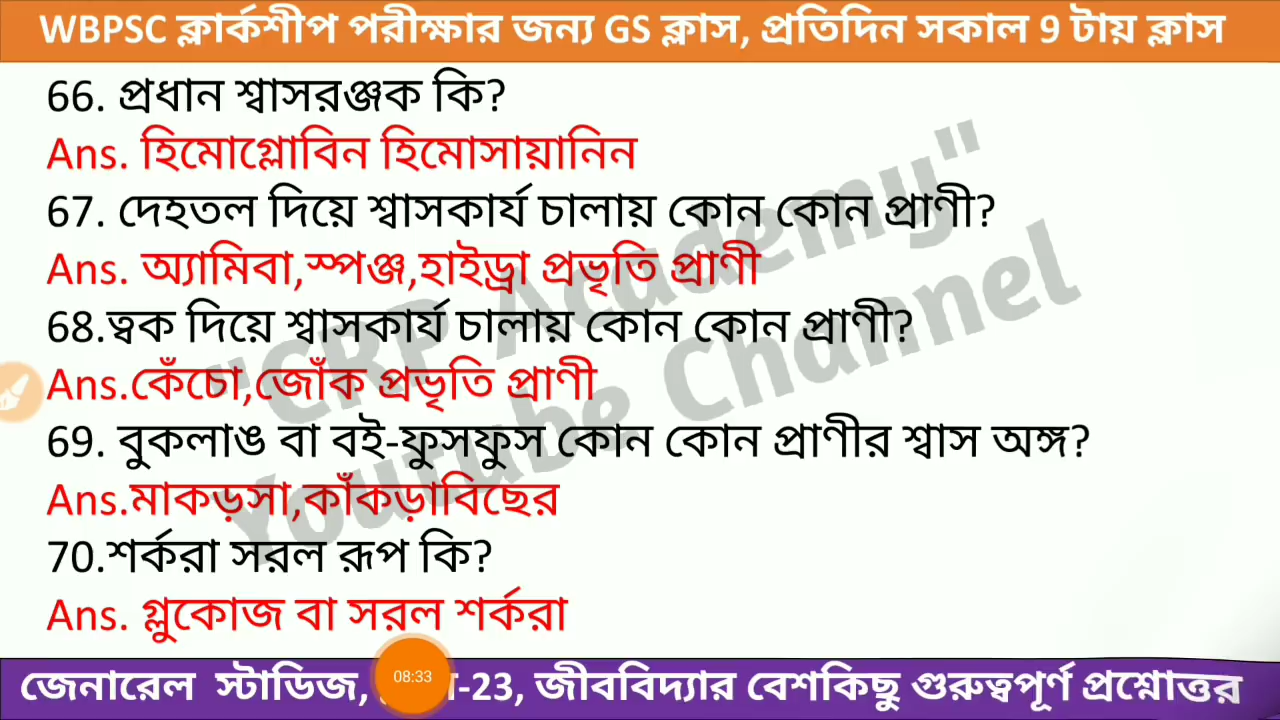 WBPSC ক্লার্কশীপ পরীক্ষার জন্য GS ক্লাস, প্রতিদিন সকাল 9 টায় ক্লাস
66. প্রধান শ্বাসরঞ্জক কি?
Ans. হিমোগ্লোবিন হিমোসায়ানিন
67. দেহতল দিয়ে শ্বাসকার্য চালায় কোন কোন প্রাণী?
Ans. অ্যামিবা,স্পঞ্জ,হাইড্রা প্রভৃতি প্রাণী
68.ত্বক দিয়ে শ্বাসকার্য চালায় কোন কোন প্রাণী?
Ans.কেঁচো,জোঁক প্রভৃতি প্রাণী
69. বুকলাঙ বা বই-ফুসফুস কোন কোন প্রাণীর শ্বাস অঙ্গ?
Ans.মাকড়সা,কাঁকড়াবিছের
70.শর্করা সরল রূপ কি?
Ans. গ্লুকোজ বা সরল শর্করা
"CRP Academy"
Youtube Channel
08:33
জেনারেল স্টাডিজ, -23, জীববিদ্যার বেশকিছু গুরুত্বপূর্ণ প্রশ্নোত্তর